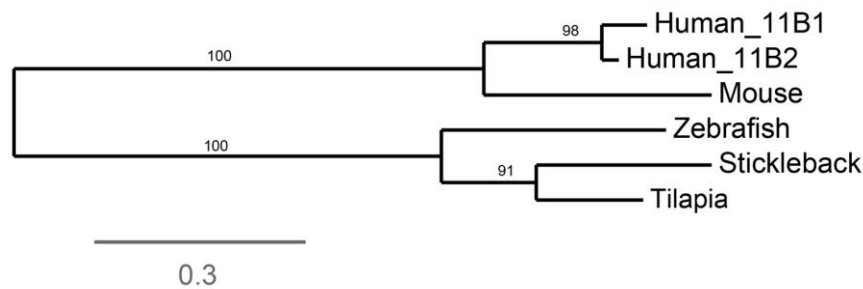 Human_11B1
98
Human_11B2
100
Mouse
Zebrafish
100
Stickleback
91
Tilapia
0.3